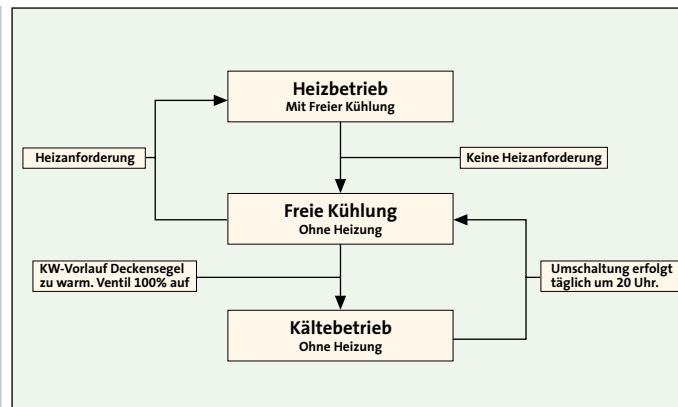 Heizbetrieb
Mit Freier Kühlung
Heizanforderung
Keine Heizanforderung
Freie Kühlung
Ohne Heizung
KW-Vorlauf Deckensegel
zu warm. Ventil 100% auf
Umschaltung erfolgt
täglich um 20 Uhr.
Kältebetrieb
Ohne Heizung